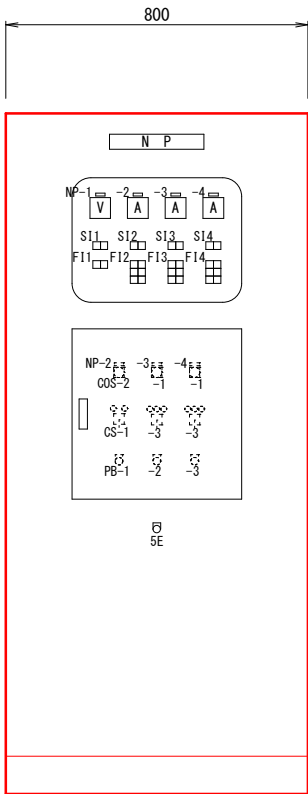 800
N P
NP-1 -2 -3 -4
V A A A
SI1 SI2 SI3 SI4
FI1 FI2 FI3 FI4
NP-2 -3 -4
COS-2 -1 -1
CS-1 -3 -3
PB-1 -2 -3
5E